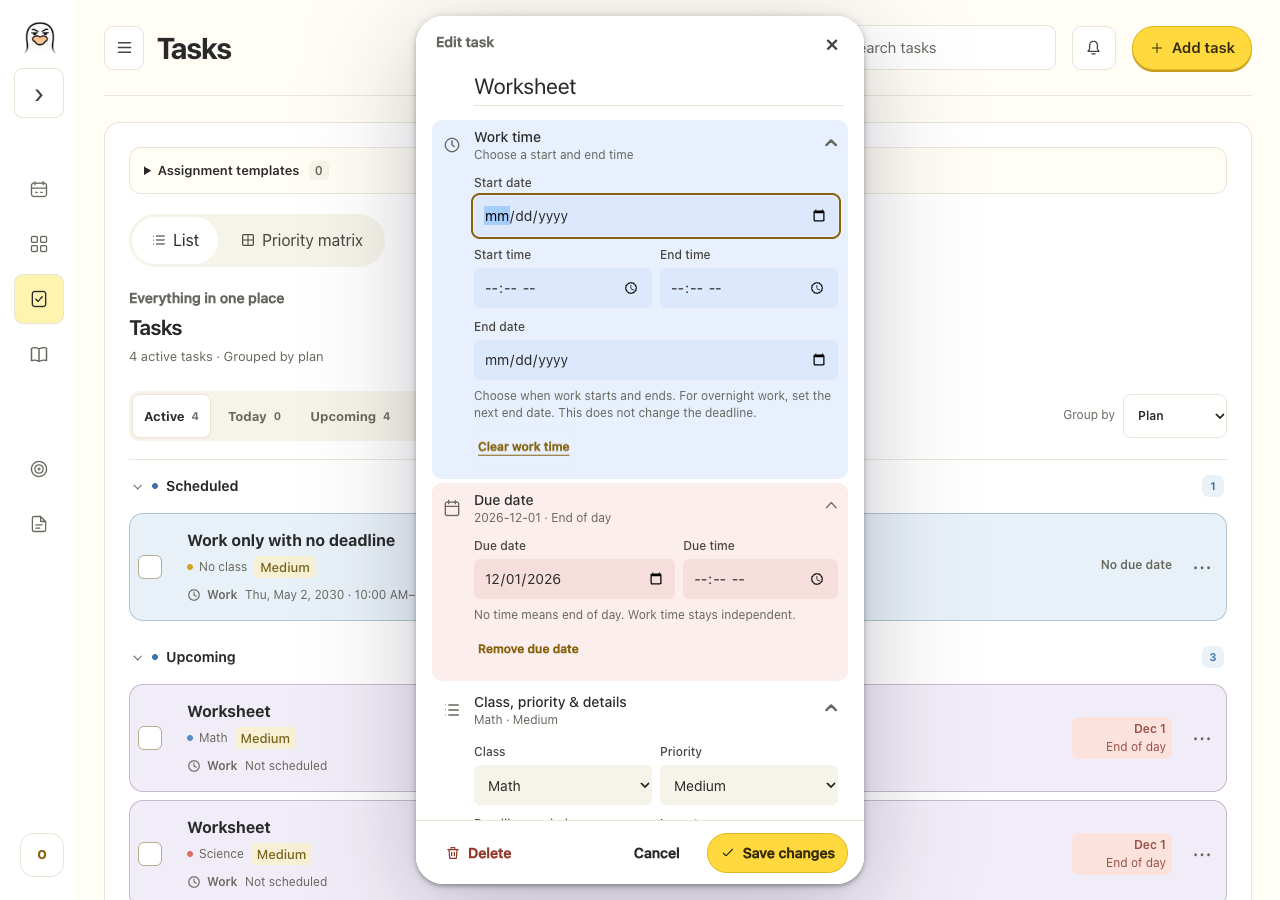 Tasks
earch tasks
Add task
Assignment templates 0
List
Priority matrix
Everything in one place
Tasks
4 active tasks · Grouped by plan
Active 4
Today 0
Upcoming 4
Group by
Plan
Scheduled
1
Work only with no deadline
No class Medium
Work Thu, May 2, 2030 · 10:00 AM–
No due date
Upcoming
3
Worksheet
Math Medium
Work Not scheduled
Dec 1
End of day
Worksheet
Science Medium
Work Not scheduled
Dec 1
End of day
o
Edit task
Worksheet
Work time
Choose a start and end time
Start date
mm/dd/yyyy
Start time End time
--:-- -- --:-- --
End date
mm/dd/yyyy
Choose when work starts and ends. For overnight work, set the
next end date. This does not change the deadline.
Clear work time
Due date
2026-12-01 · End of day
Due date Due time
12/01/2026 --:-- --
No time means end of day. Work time stays independent.
Remove due date
Class, priority & details
Math · Medium
Class Priority
Math Medium
Delete
Cancel
Save changes